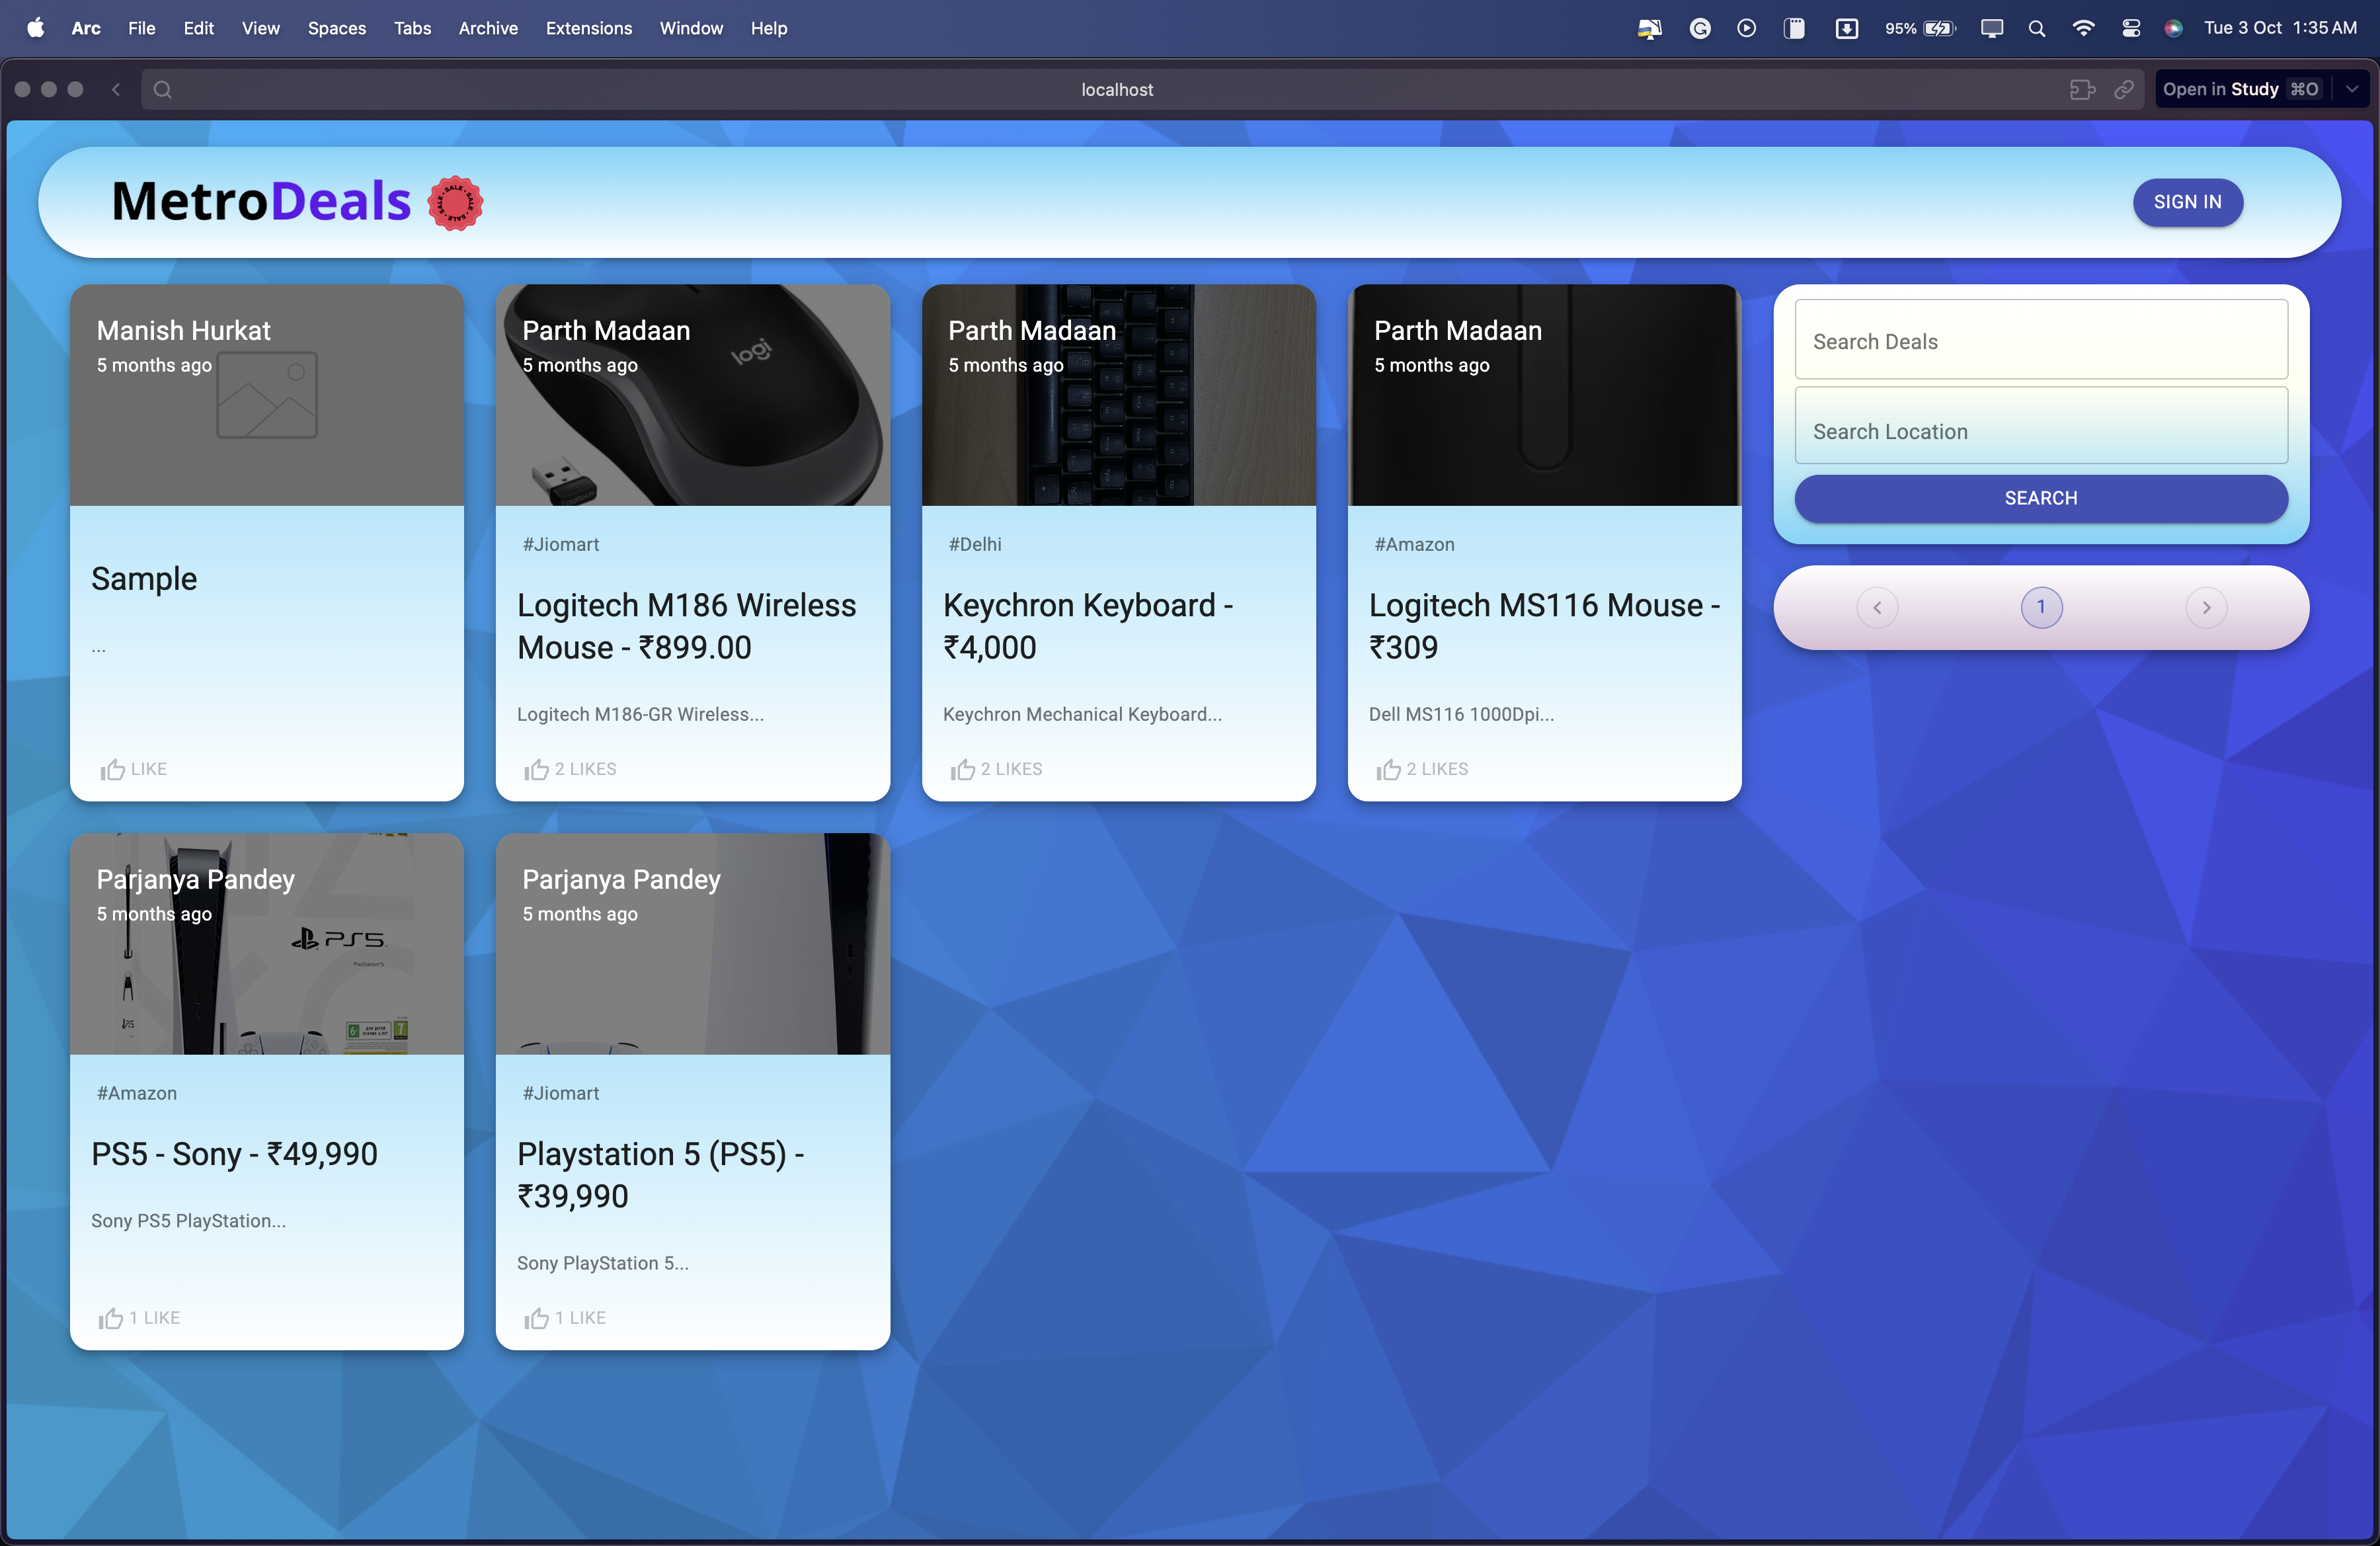 Arc File Edit View Spaces Tabs Archive Extensions Window Help 95% Tue 3 Oct 1:35 AM
localhost
Open in Study ⌘O
MetroDeals
SALE • SALE • SALE • SALE
SIGN IN
Manish Hurkat
5 months ago
Sample
...
LIKE
Parth Madaan
5 months ago
logi
#Jiomart
Logitech M186 Wireless
Mouse - ₹899.00
Logitech M186-GR Wireless...
2 LIKES
Parth Madaan
5 months ago
#Delhi
Keychron Keyboard -
₹4,000
Keychron Mechanical Keyboard...
2 LIKES
Parth Madaan
5 months ago
#Amazon
Logitech MS116 Mouse -
₹309
Dell MS116 1000Dpi...
2 LIKES
Search Deals
Search Location
SEARCH
1
Parjanya Pandey
5 months ago
PS5
PlayStation5
#Amazon
PS5 - Sony - ₹49,990
Sony PS5 PlayStation...
1 LIKE
Parjanya Pandey
5 months ago
#Jiomart
Playstation 5 (PS5) -
₹39,990
Sony PlayStation 5...
1 LIKE